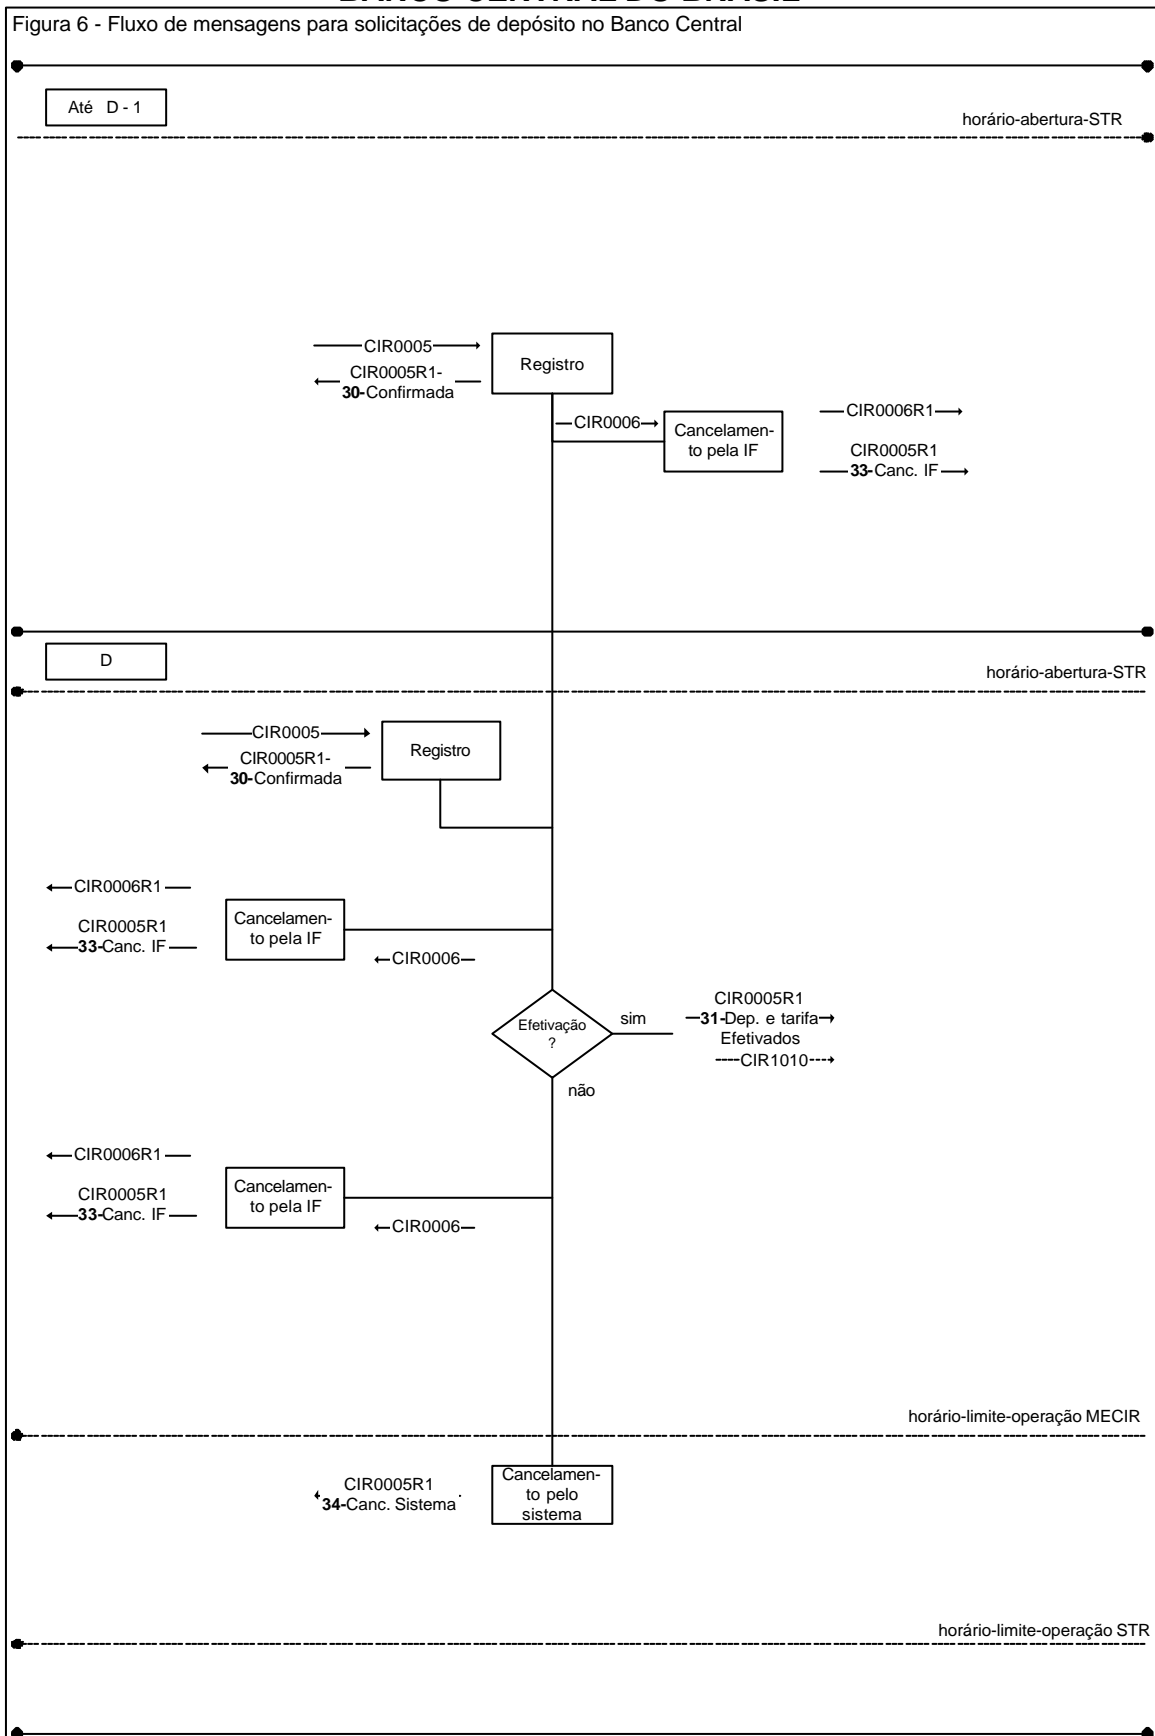 BANCO CENTRAL DO BRASIL
Figura 6 - Fluxo de mensagens para solicitações de depósito no Banco Central
Até D - 1
horário-abertura-STR
CIR0005
CIR0005R1-
30-Confirmada
Registro
CIR0006
Cancelamen-
to pela IF
CIR0006R1
CIR0005R1
33-Canc. IF
D
horário-abertura-STR
CIR0005
CIR0005R1-
30-Confirmada
Registro
CIR0006R1
CIR0005R1
33-Canc. IF
Cancelamen-
to pela IF
CIR0006
Efetivação
?
sim
não
CIR0005R1
31-Dep. e tarifa
Efetivados
CIR1010
CIR0006R1
CIR0005R1
33-Canc. IF
Cancelamen-
to pela IF
CIR0006
horário-limite-operação MECIR
CIR0005R1
34-Canc. Sistema
Cancelamen-
to pelo
sistema
horário-limite-operação STR